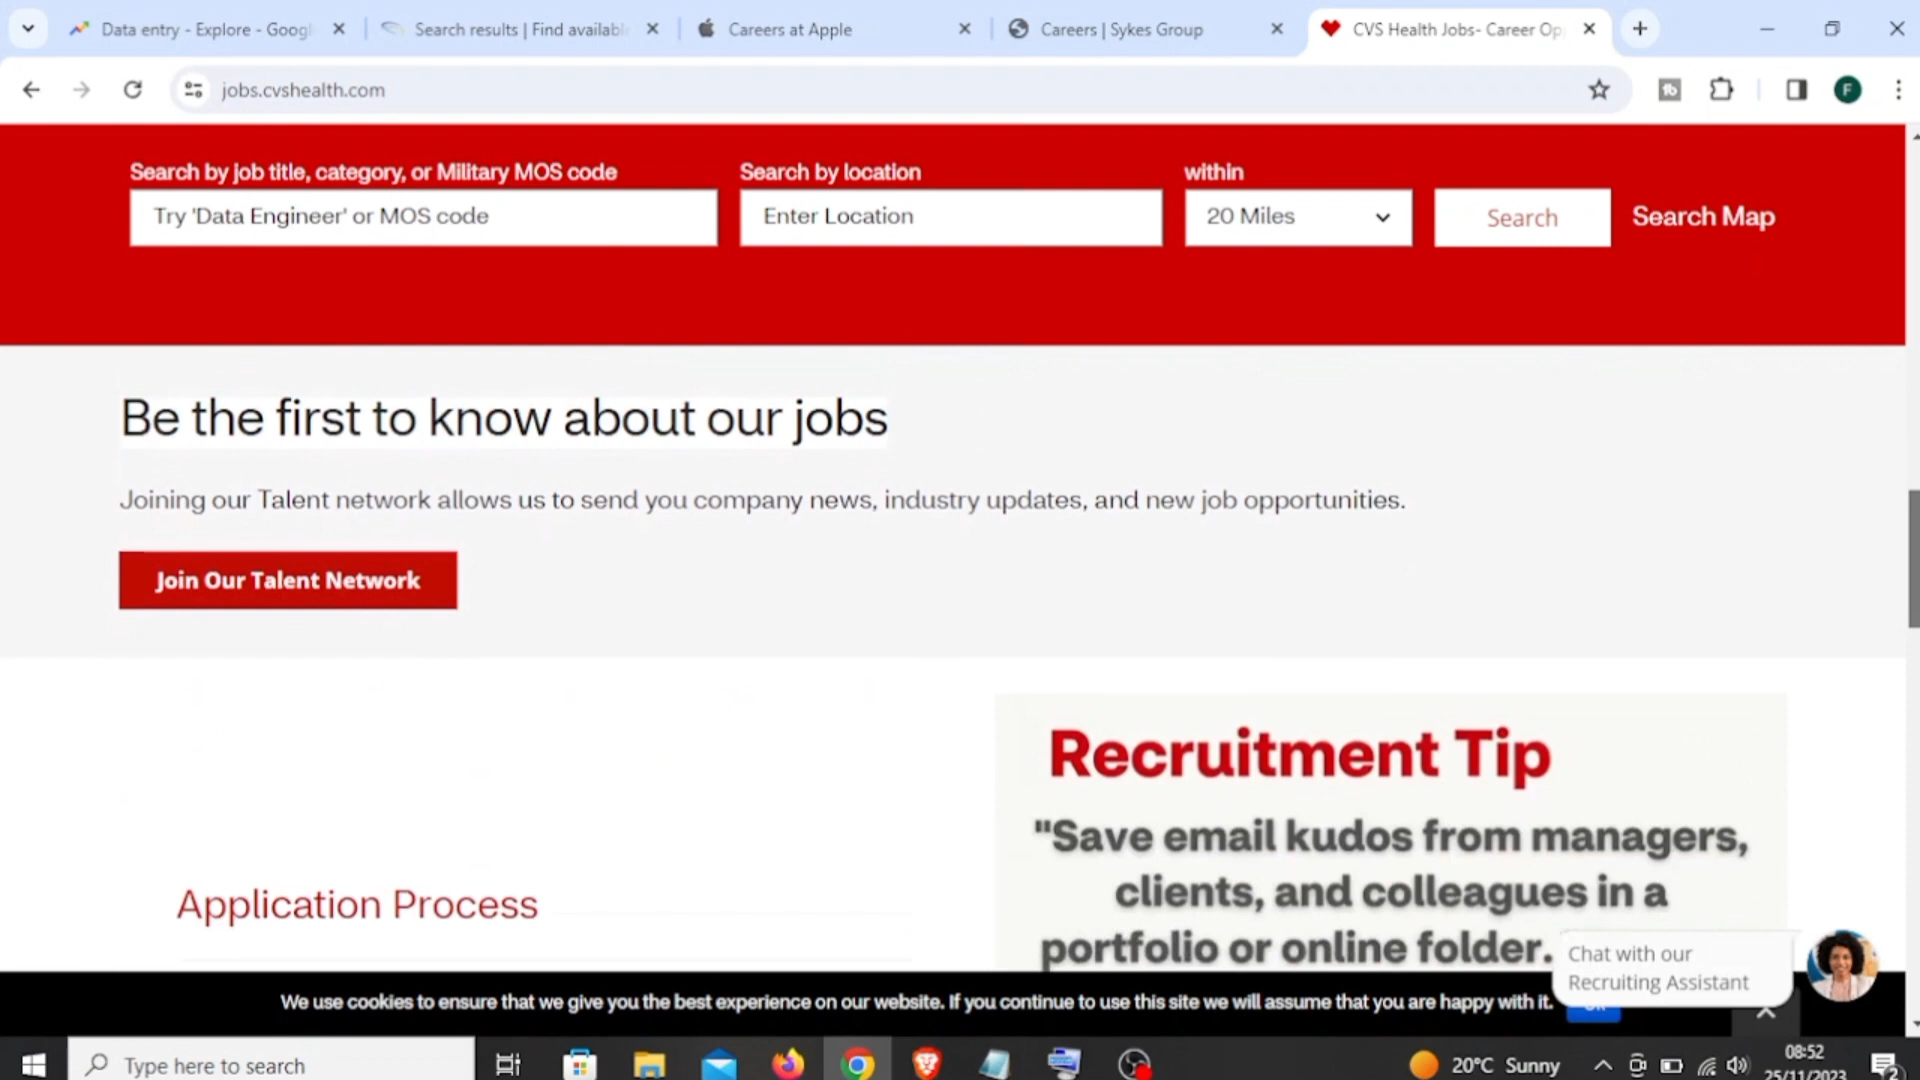 Data entry - Explore - Googl
Search results | Find availabl
Careers at Apple
Careers | Sykes Group
CVS Health Jobs- Career Op
jobs.cvshealth.com
F
Search by job title, category, or Military MOS code
Search by location
within
Try 'Data Engineer' or MOS code
Enter Location
20 Miles
Search
Search Map
Be the first to know about our jobs
Joining our Talent network allows us to send you company news, industry updates, and new job opportunities.
Join Our Talent Network
Recruitment Tip
"Save email kudos from managers,
clients, and colleagues in a
portfolio or online folder.
Application Process
Chat with our
Recruiting Assistant
We use cookies to ensure that we give you the best experience on our website. If you continue to use this site we will assume that you are happy with it.
Type here to search
20°C Sunny
08:52
25/11/2023
2